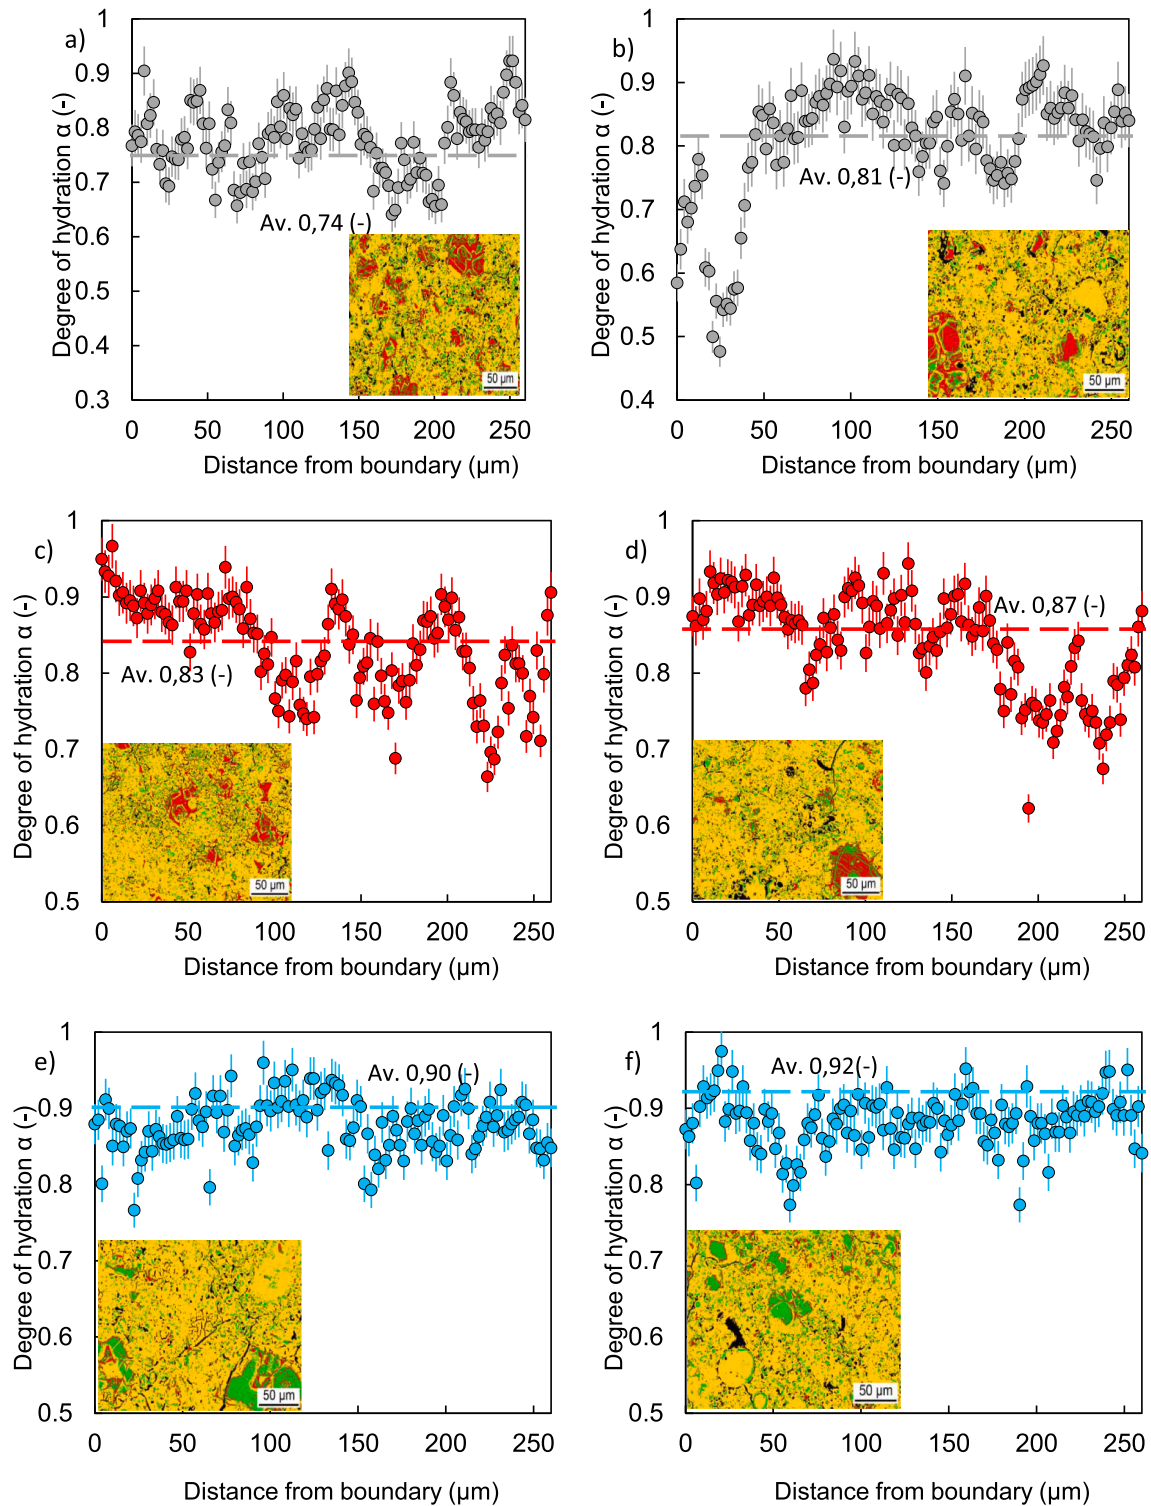 a)
Degree of hydration α (-)
1
0.9
0.8
0.7
0.6
0.5
0.4
0.3
Av. 0,74 (-)
50 µm
0 50 100 150 200 250
Distance from boundary (µm)
b)
Degree of hydration α (-)
1
0.9
0.8
0.7
0.6
0.5
0.4
Av. 0,81 (-)
50 µm
0 50 100 150 200 250
Distance from boundary (µm)
c)
Degree of hydration α (-)
1
0.9
0.8
0.7
0.6
0.5
Av. 0,83 (-)
50 µm
0 50 100 150 200 250
Distance from boundary (µm)
d)
Degree of hydration α (-)
1
0.9
0.8
0.7
0.6
0.5
Av. 0,87 (-)
50 µm
0 50 100 150 200 250
Distance from boundary (µm)
e)
Degree of hydration α (-)
1
0.9
0.8
0.7
0.6
0.5
Av. 0,90 (-)
50 µm
0 50 100 150 200 250
Distance from boundary (µm)
f)
Degree of hydration α (-)
1
0.9
0.8
0.7
0.6
0.5
Av. 0,92(-)
50 µm
0 50 100 150 200 250
Distance from boundary (µm)